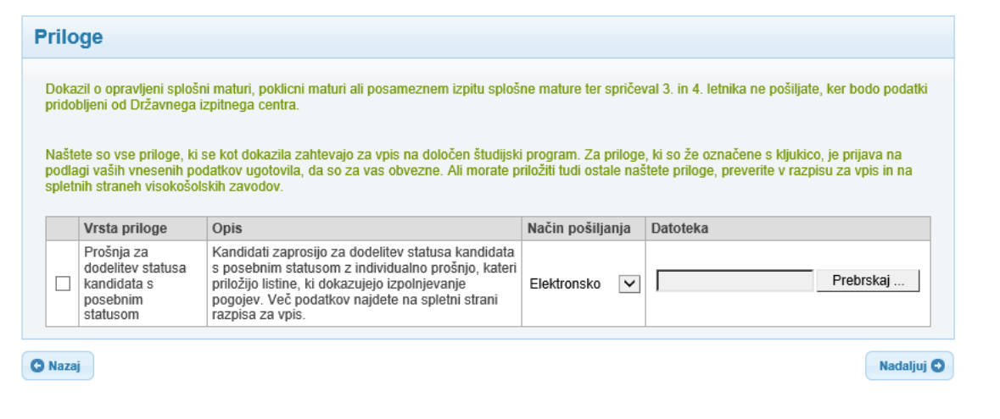 Priloge
Dokazil o opravljeni splošni maturi, poklicni maturi ali posameznem izpitu splošne mature ter spričeval 3. in 4. letnika ne pošiljate, ker bodo podatki
pridobljeni od Državnega izpitnega centra.
Naštete so vse priloge, ki se kot dokazila zahtevajo za vpis na določen študijski program. Za priloge, ki so že označene s kljukico, je prijava na
podlagi vaših vnesenih podatkov ugotovila, da so za vas obvezne. Ali morate priložiti tudi ostale naštete priloge, preverite v razpisu za vpis in na
spletnih straneh visokošolskih zavodov.
Vrsta priloge Opis Način pošiljanja Datoteka
Prošnja za
dodelitev statusa
kandidata s
posebnim
statusom
Kandidati zaprosijo za dodelitev statusa kandidata
s posebnim statusom z individualno prošnjo, kateri
priložijo listine, ki dokazujejo izpolnjevanje
pogojev. Več podatkov najdete na spletni strani
razpisa za vpis.
Elektronsko
Prebrskaj ...
Nazaj
Nadaljuj